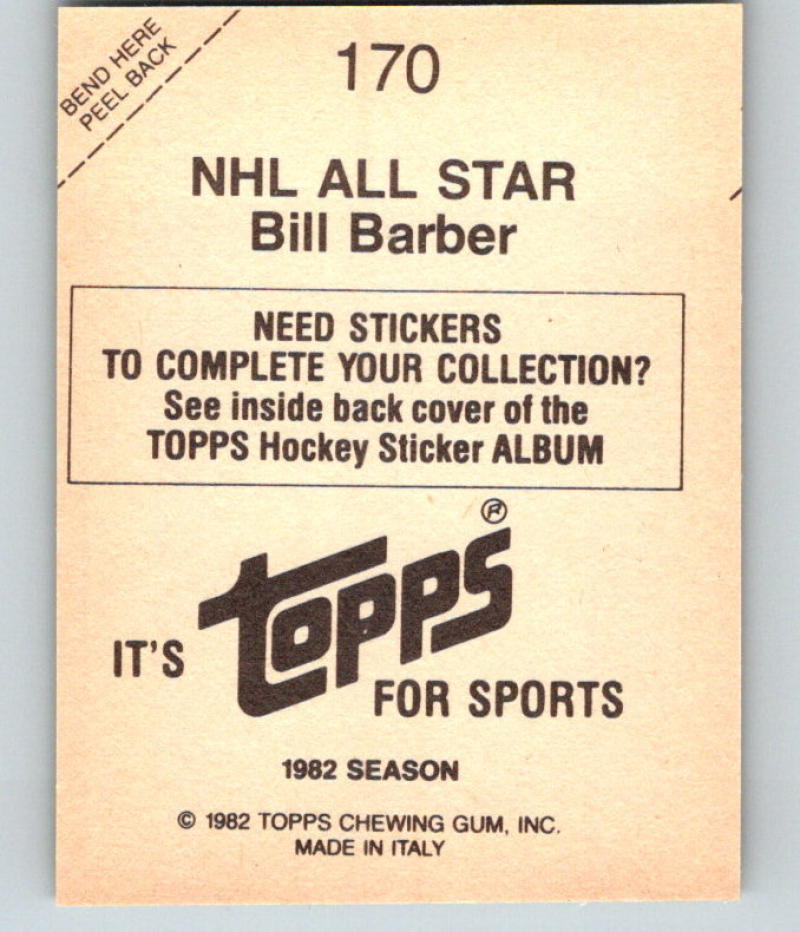 BEND HERE
PEEL BACK
170
NHL ALL STAR
Bill Barber
NEED STICKERS
TO COMPLETE YOUR COLLECTION?
See inside back cover of the
TOPPS Hockey Sticker ALBUM
IT'S topps®
FOR SPORTS
1982 SEASON
© 1982 TOPPS CHEWING GUM, INC.
MADE IN ITALY